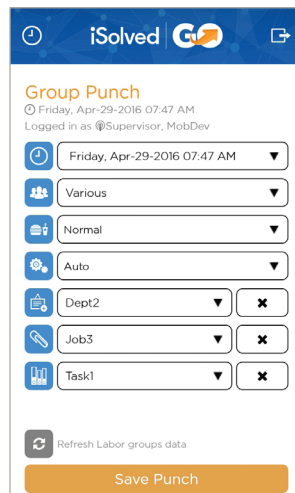 iSolved GO
Group Punch
Friday, Apr-29-2016 07:47 AM
Logged in as @Supervisor, MobDev
Friday, Apr-29-2016 07:47 AM
Various
Normal
Auto
Dept2
Job3
Task1
Refresh Labor groups data
Save Punch